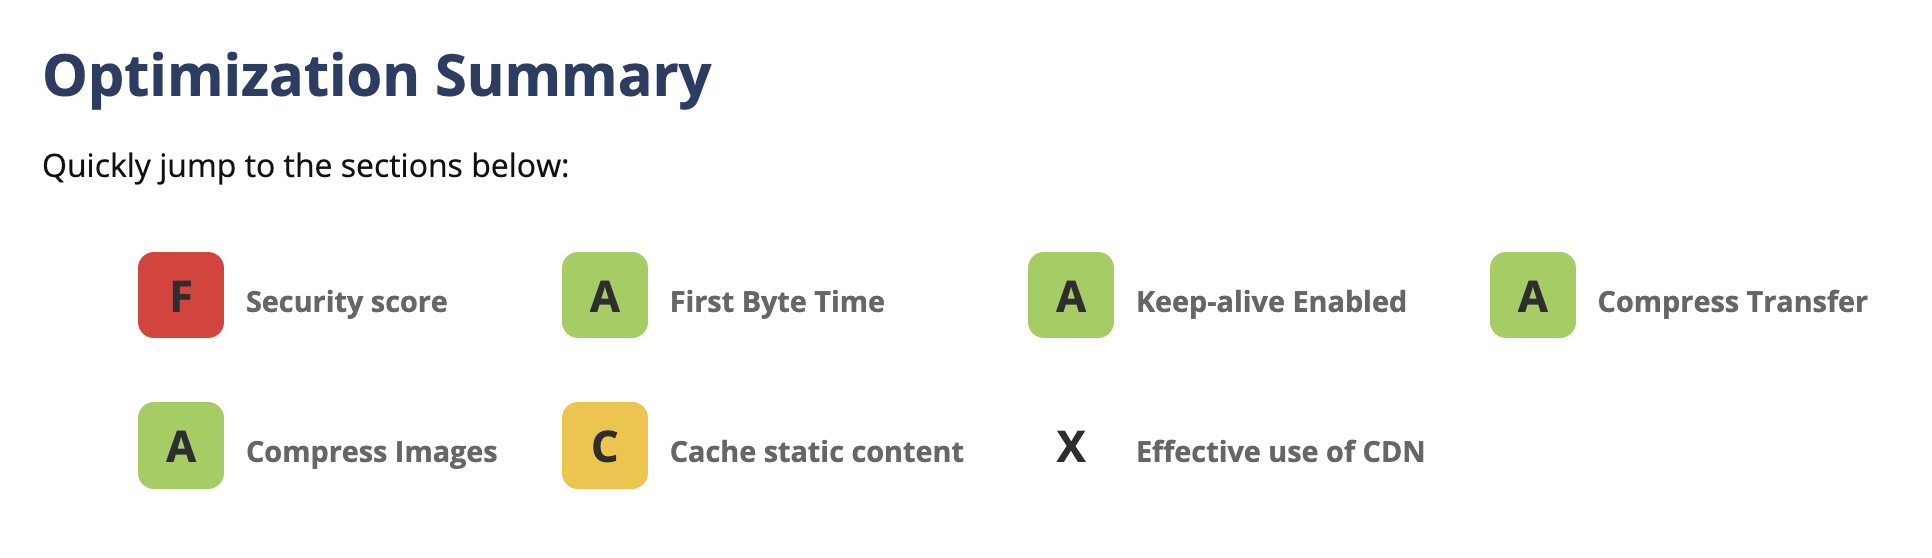 Optimization Summary
Quickly jump to the sections below:
F Security score
A First Byte Time
A Keep-alive Enabled
A Compress Transfer
A Compress Images
C Cache static content
X Effective use of CDN